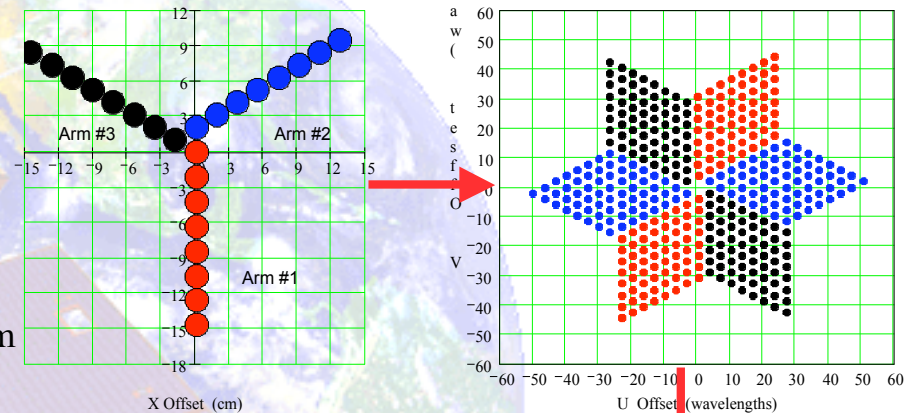 12
9
6
3
Arm #3
Arm #2
-15 -12 -9 -6 -3 3 6 9 12 15
-3
-6
-9
Arm #1
-12
-15
-18
m
X Offset (cm)
a
w(
t
e
s
f
f
O
V
60
50
40
30
20
10
0
-10
-20
-30
-40
-50
-60
-60 -50 -40 -30 -20 -10 0 10 20 30 40 50 60
U Offset (wavelengths)